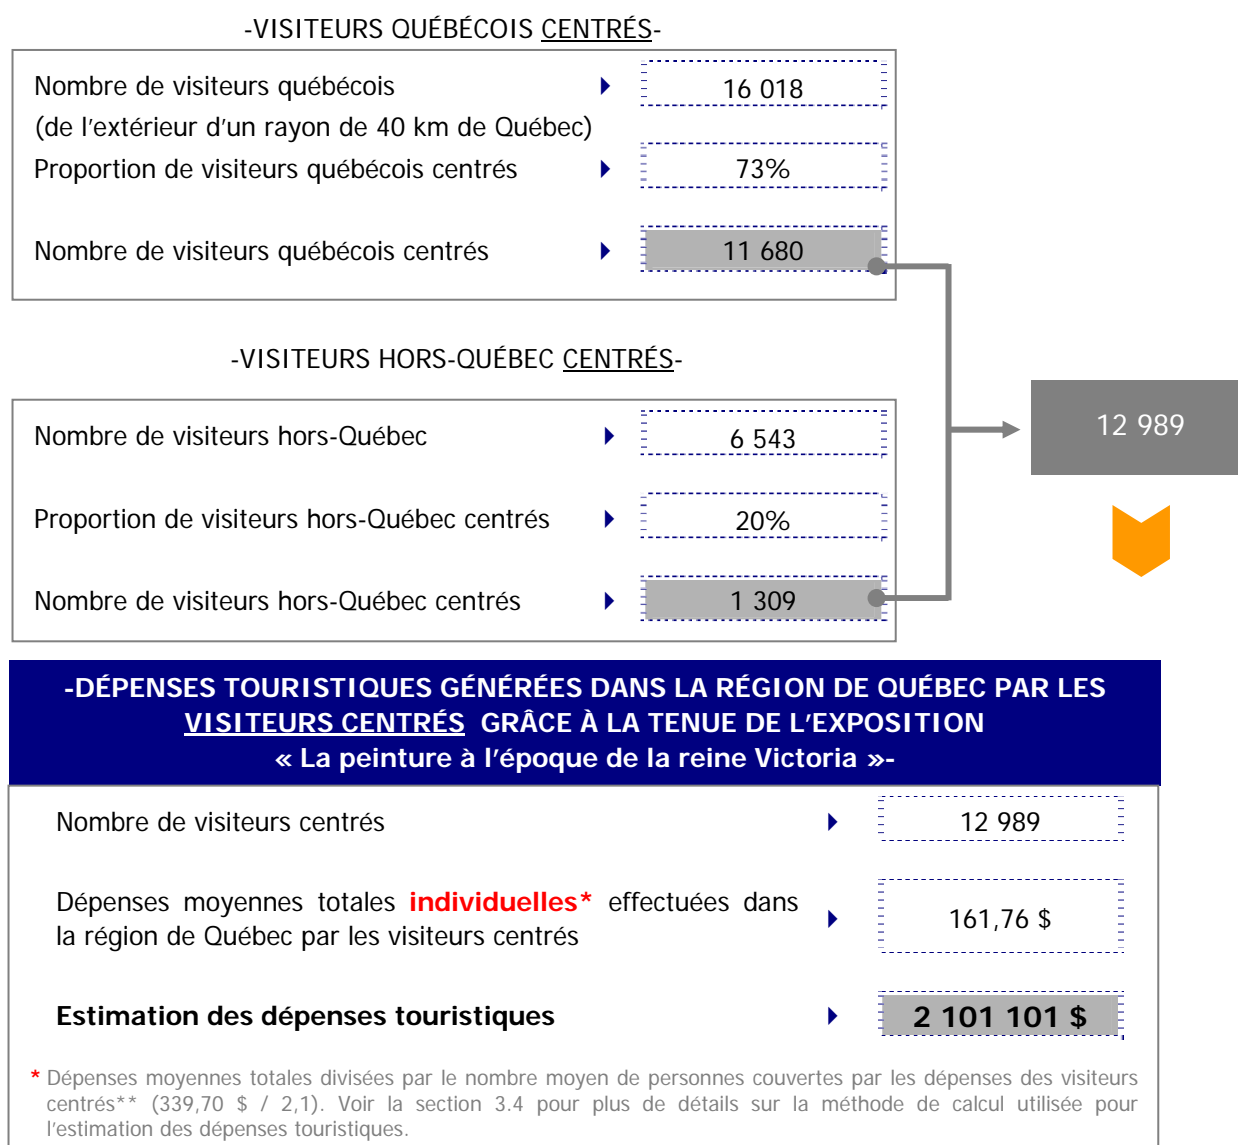 -VISITEURS QUÉBÉCOIS CENTRÉS-
Nombre de visiteurs québécois 16 018
(de l'extérieur d'un rayon de 40 km de Québec)
Proportion de visiteurs québécois centrés 73%
Nombre de visiteurs québécois centrés 11 680
-VISITEURS HORS-QUÉBEC CENTRÉS-
12 989
Nombre de visiteurs hors-Québec 6 543
Proportion de visiteurs hors-Québec centrés 20%
Nombre de visiteurs hors-Québec centrés 1 309
-DÉPENSES TOURISTIQUES GÉNÉRÉES DANS LA RÉGION DE QUÉBEC PAR LES
VISITEURS CENTRÉS GRÂCE À LA TENUE DE L'EXPOSITION
« La peinture à l'époque de la reine Victoria »-
Nombre de visiteurs centrés 12 989
Dépenses moyennes totales individuelles* effectuées dans
la région de Québec par les visiteurs centrés 161,76 $
Estimation des dépenses touristiques 2 101 101 $
* Dépenses moyennes totales divisées par le nombre moyen de personnes couvertes par les dépenses des visiteurs
centrés** (339,70 $ / 2,1). Voir la section 3.4 pour plus de détails sur la méthode de calcul utilisée pour
l'estimation des dépenses touristiques.